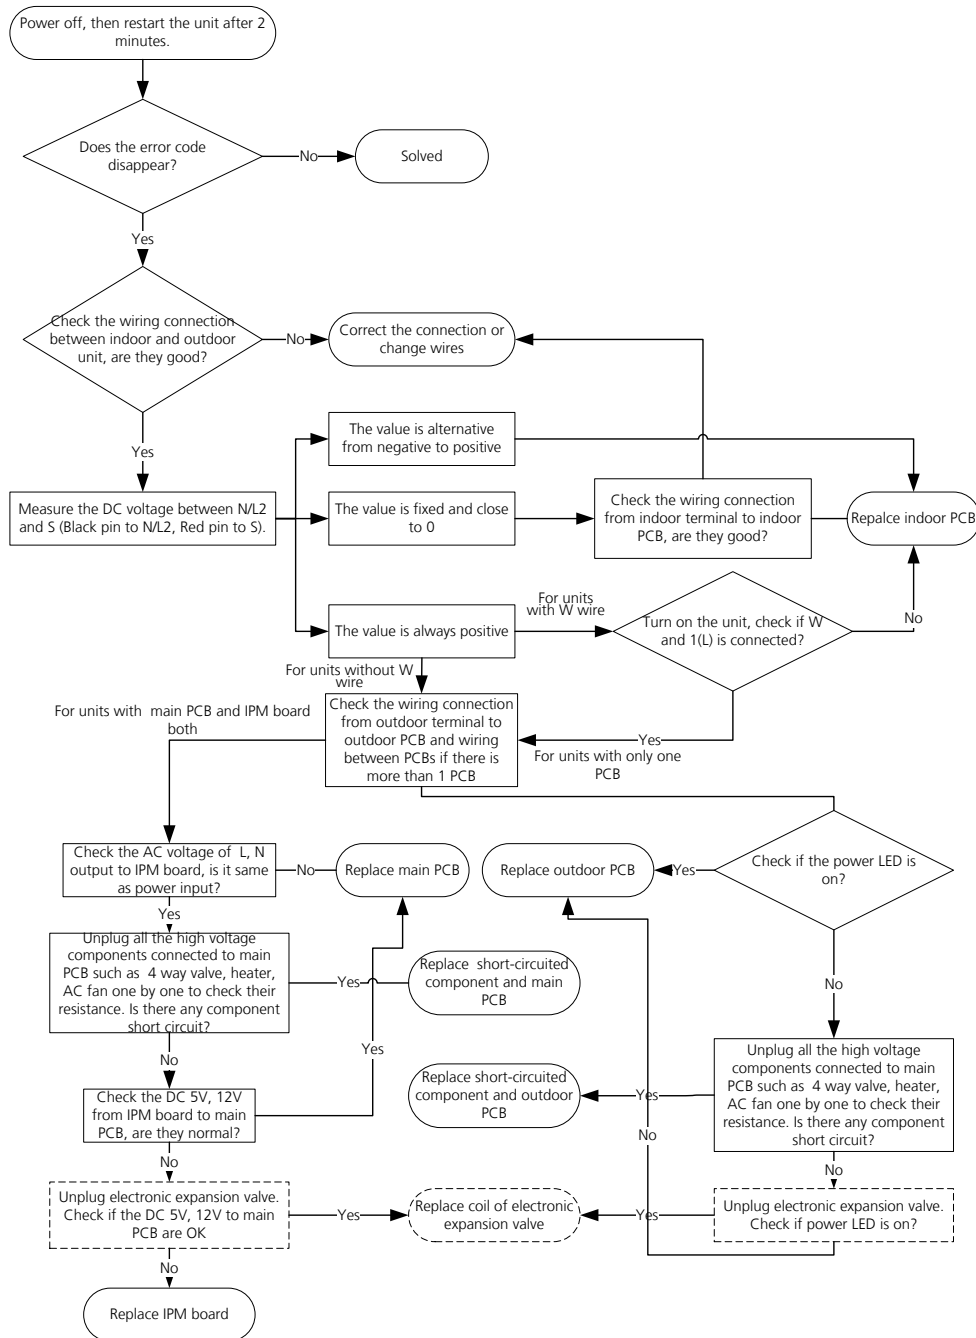 Power off, then restart the unit after 2
minutes.
Does the error code
disappear?
No
Solved
Yes
Check the wiring connection
between indoor and outdoor
unit, are they good?
No
Correct the connection or
change wires
Yes
The value is alternative
from negative to positive
Measure the DC voltage between N/L2
and S (Black pin to N/L2, Red pin to S).
The value is fixed and close
to 0
Check the wiring connection
from indoor terminal to indoor
PCB, are they good?
Repalce indoor PCB
The value is always positive
For units
with W wire
Turn on the unit, check if W
and 1(L) is connected?
No
For units without W
wire
For units with  main PCB and IPM board
both
Check the wiring connection
from outdoor terminal to
outdoor PCB and wiring
between PCBs if there is
more than 1 PCB
Yes
For units with only one
PCB
Check the AC voltage of  L, N
output to IPM board, is it same
as power input?
No
Replace main PCB
Replace outdoor PCB
Yes
Check if the power LED is
on?
Yes
Unplug all the high voltage
components connected to main
PCB such as  4 way valve, heater,
AC fan one by one to check their
resistance. Is there any component
short circuit?
Yes
Replace  short-circuited
component and main
PCB
No
No
Yes
Unplug all the high voltage
components connected to main
PCB such as  4 way valve, heater,
AC fan one by one to check their
resistance. Is there any component
short circuit?
Yes
Replace short-circuited
component and outdoor
PCB
Check the DC 5V, 12V
from IPM board to main
PCB, are they normal?
No
No
No
Unplug electronic expansion valve.
Check if the DC 5V, 12V to main
PCB are OK
Yes
Replace coil of electronic
expansion valve
Yes
Unplug electronic expansion valve.
Check if power LED is on?
No
Replace IPM board